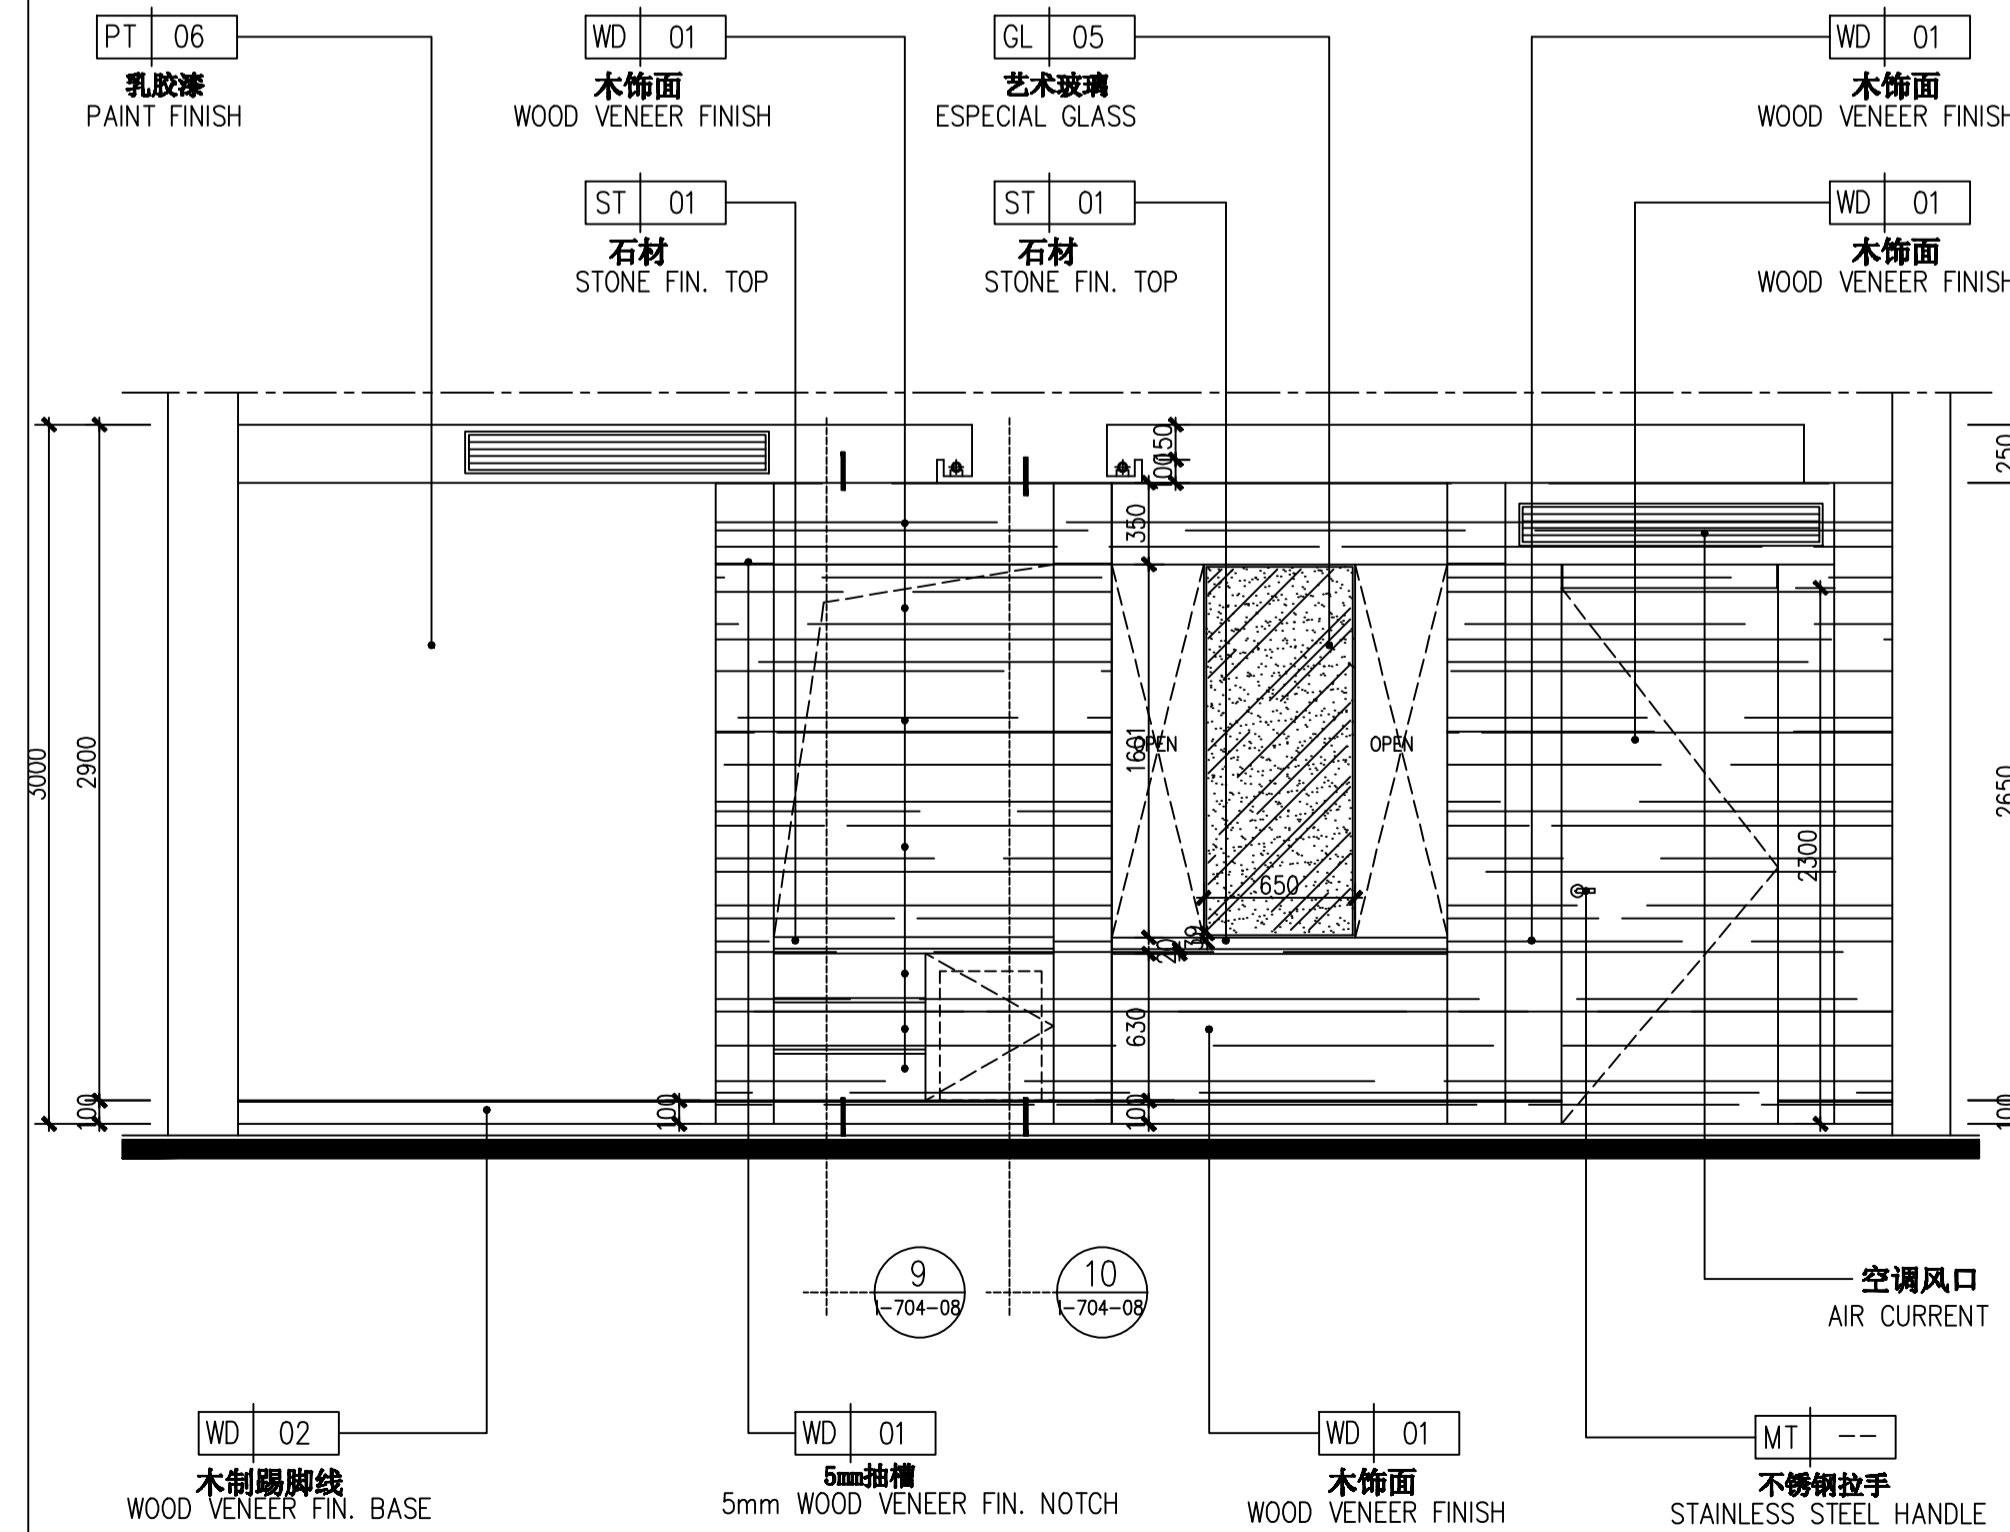 PT 06
乳胶漆
PAINT FINISH
WD 01
木饰面
WOOD VENEER FINISH
GL 05
艺术玻璃
ESPECIAL GLASS
WD 01
木饰面
WOOD VENEER FINISH
ST 01
石材
STONE FIN. TOP
ST 01
石材
STONE FIN. TOP
WD 01
木饰面
WOOD VENEER FINISH
3000
2900
100
100
150
100
350
1601
OPEN
OPEN
650
39
20
630
100
2300
250
2650
100
9
I-704-08
10
I-704-08
空调风口
AIR CURRENT
WD 02
木制踢脚线
WOOD VENEER FIN. BASE
WD 01
5mm抽槽
5mm WOOD VENEER FIN. NOTCH
WD 01
木饰面
WOOD VENEER FINISH
MT --
不锈钢拉手
STAINLESS STEEL HANDLE